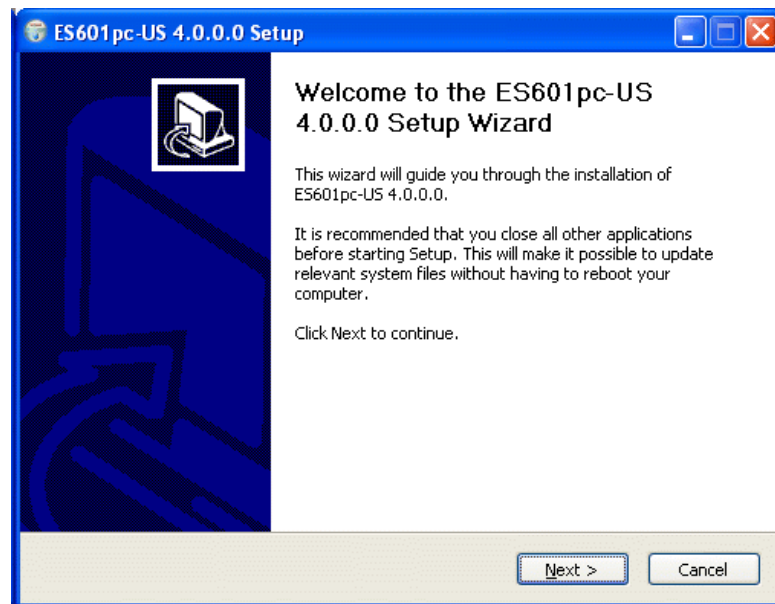 ES601pc-US 4.0.0.0 Setup
Welcome to the ES601pc-US
4.0.0.0 Setup Wizard
This wizard will guide you through the installation of
ES601pc-US 4.0.0.0.
It is recommended that you close all other applications
before starting Setup. This will make it possible to update
relevant system files without having to reboot your
computer.
Click Next to continue.
Next >
Cancel